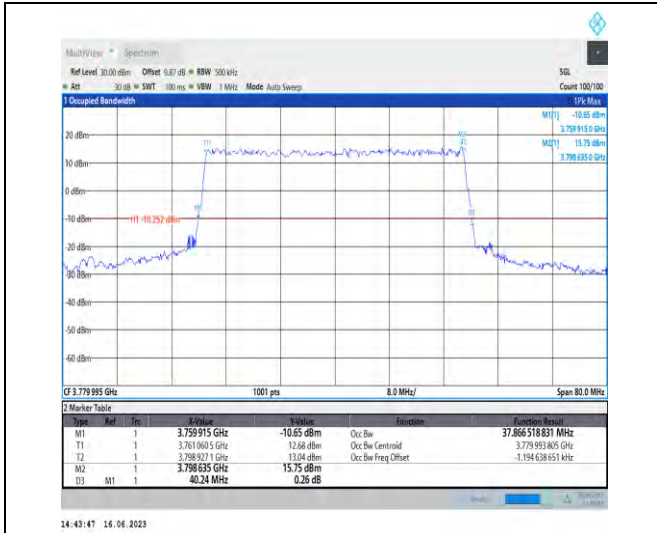 MultiView Spectrum
Ref Level 30.00 dBm Offset 9.87 dB RBW 500 kHz SGL
Att 30 dB SWT 100 ms VBW 1 MHz Mode Auto Sweep Count 100/100
1 Occupied Bandwidth 1Pk Max
M1[1] -10.65 dBm
3.759 915 0 GHz
M2[1] 15.75 dBm
3.798 635 0 GHz
20 dBm
10 dBm
0 dBm
-10 dBm H1 -10.252 dBm
-20 dBm
-30 dBm
-40 dBm
-50 dBm
-60 dBm
CF 3.779 995 GHz 1001 pts 8.0 MHz/ Span 80.0 MHz
2 Marker Table
Type Ref Trc X-Value Y-Value Function Function Result
M1 1 3.759 915 GHz -10.65 dBm Occ Bw 37.866 518 831 MHz
T1 1 3.761 060 5 GHz 12.68 dBm Occ Bw Centroid 3.779 993 805 GHz
T2 1 3.798 927 1 GHz 13.04 dBm Occ Bw Freq Offset -1.194 638 651 kHz
M2 1 3.798 635 GHz 15.75 dBm
D3 M1 1 40.24 MHz 0.26 dB
14:43:47 16.06.2023